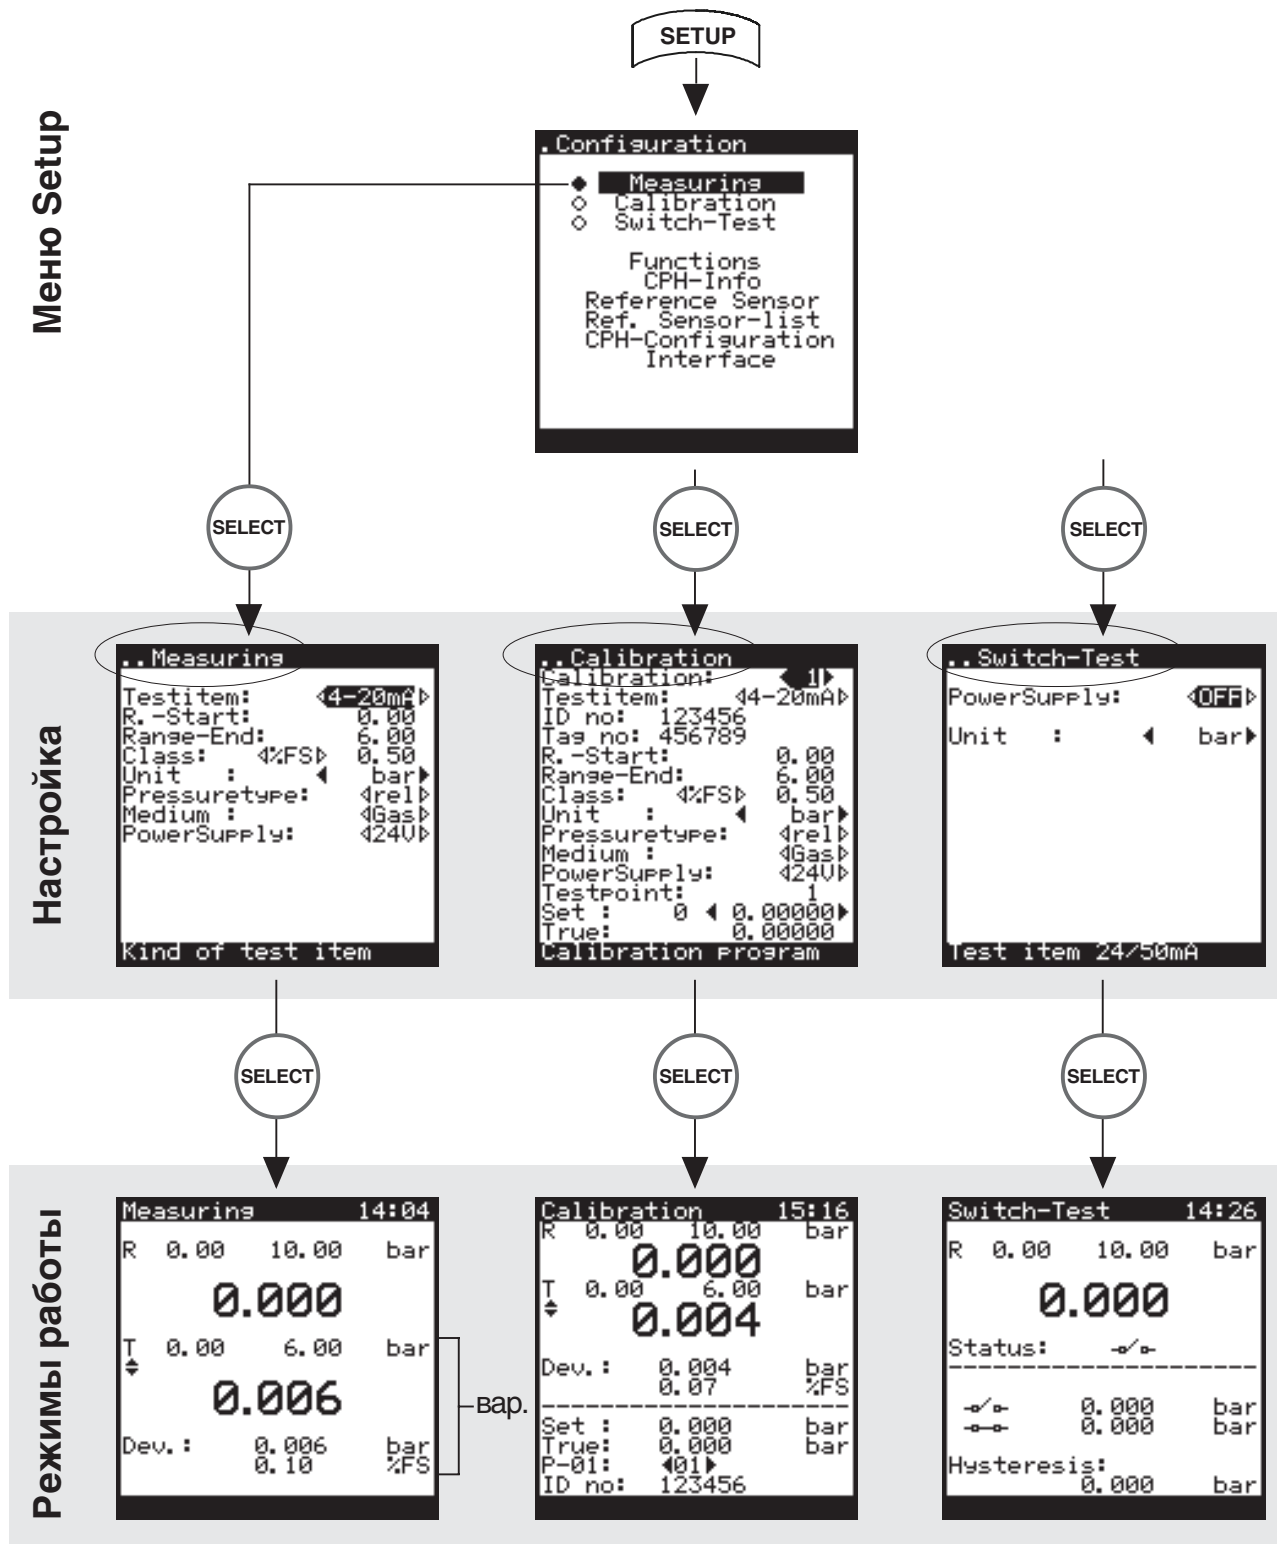 SETUP
Меню Setup
.Configuration
Measuring
Calibration
Switch-Test
Functions
CPH-Info
Reference Sensor
Ref. Sensor-list
CPH-Configuration
Interface
SELECT
SELECT
SELECT
Настройка
..Measuring
Testitem: 4-20mA
R.-Start: 0.00
Range-End: 6.00
Class: %FS 0.50
Unit : bar
Pressuretype: rel
Medium : Gas
PowerSupply: 24V
Kind of test item
..Calibration
Calibration: 1
Testitem: 4-20mA
ID no: 123456
Tag no: 456789
R.-Start: 0.00
Range-End: 6.00
Class: %FS 0.50
Unit : bar
Pressuretype: rel
Medium : Gas
PowerSupply: 24V
Testpoint: 1
Set : 0 0.00000
True: 0.00000
Calibration program
..Switch-Test
PowerSupply: OFF
Unit : bar
Test item 24/50mA
SELECT
SELECT
SELECT
Режимы работы
Measuring 14:04
R 0.00 10.00 bar
0.000
T 0.00 6.00 bar
0.006
Dev.: 0.006 bar
0.10 %FS
вар.
Calibration 15:16
R 0.00 10.00 bar
0.000
T 0.00 6.00 bar
0.004
Dev.: 0.004 bar
0.07 %FS
Set : 0.000 bar
True: 0.000 bar
P-01: 01
ID no: 123456
Switch-Test 14:26
R 0.00 10.00 bar
0.000
Status:
0.000 bar
0.000 bar
Hysteresis:
0.000 bar